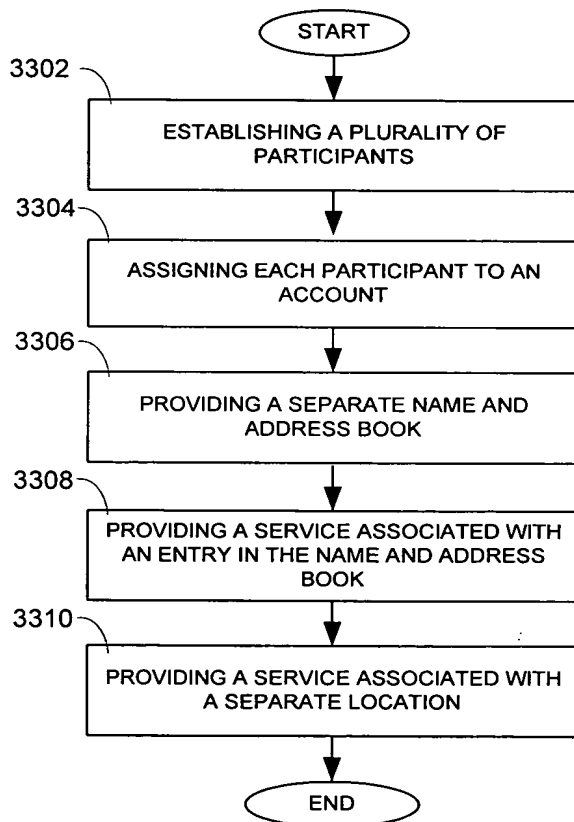 START
3302
ESTABLISHING A PLURALITY OF
PARTICIPANTS
3304
ASSIGNING EACH PARTICIPANT TO AN
ACCOUNT
3306
PROVIDING A SEPARATE NAME AND
ADDRESS BOOK
3308
PROVIDING A SERVICE ASSOCIATED WITH
AN ENTRY IN THE NAME AND ADDRESS
BOOK
3310
PROVIDING A SERVICE ASSOCIATED WITH
A SEPARATE LOCATION
END